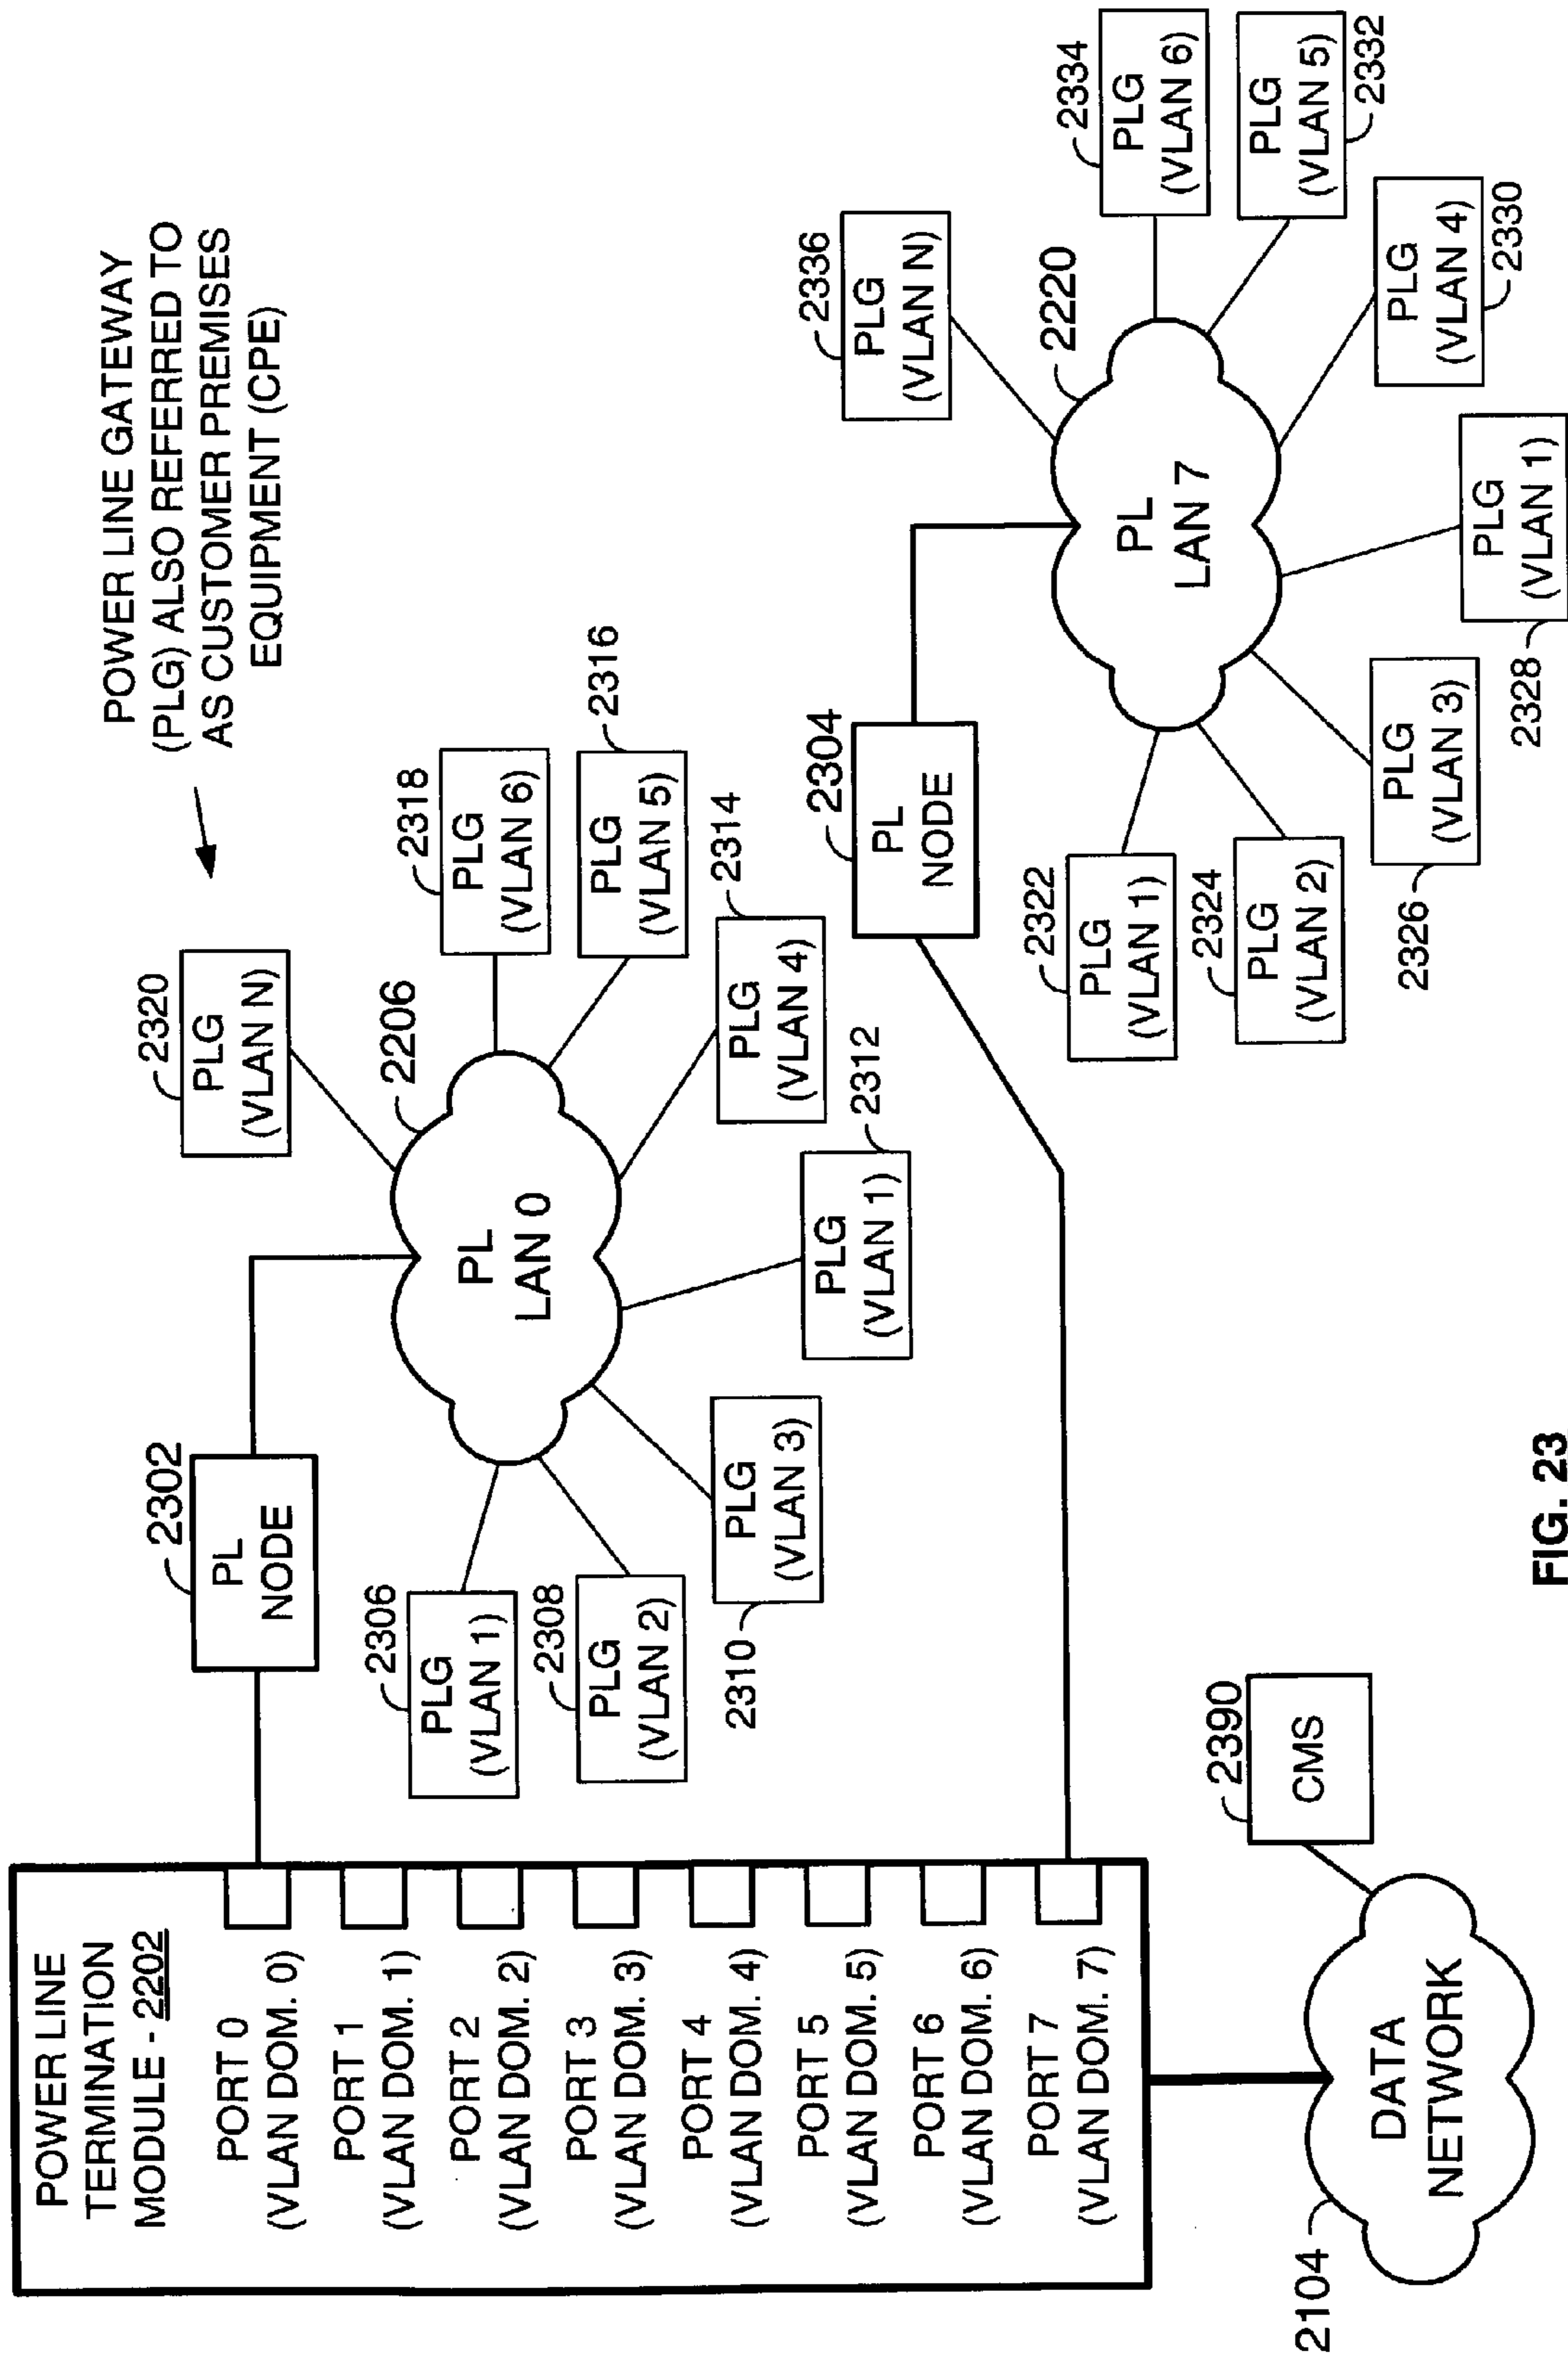 POWER LINE
TERMINATION
MODULE - 2202
PORT 0
(VLAN DOM. 0)
PORT 1
(VLAN DOM. 1)
PORT 2
(VLAN DOM. 2)
PORT 3
(VLAN DOM. 3)
PORT 4
(VLAN DOM. 4)
PORT 5
(VLAN DOM. 5)
PORT 6
(VLAN DOM. 6)
PORT 7
(VLAN DOM. 7)
2104
DATA
NETWORK
2390
CMS
2302
PL
NODE
2206
PL
LAN 0
2306
PLG
(VLAN 1)
2308
PLG
(VLAN 2)
2310
PLG
(VLAN 3)
2312
PLG
(VLAN 1)
2314
PLG
(VLAN 4)
2316
PLG
(VLAN 5)
2318
PLG
(VLAN 6)
2320
PLG
(VLAN N)
POWER LINE GATEWAY
(PLG) ALSO REFERRED TO
AS CUSTOMER PREMISES
EQUIPMENT (CPE)
2304
PL
NODE
2220
PL
LAN 7
2322
PLG
(VLAN 1)
2324
PLG
(VLAN 2)
2326
PLG
(VLAN 3)
2328
PLG
(VLAN 1)
2330
PLG
(VLAN 4)
2332
PLG
(VLAN 5)
2334
PLG
(VLAN 6)
2336
PLG
(VLAN N)
FIG. 23